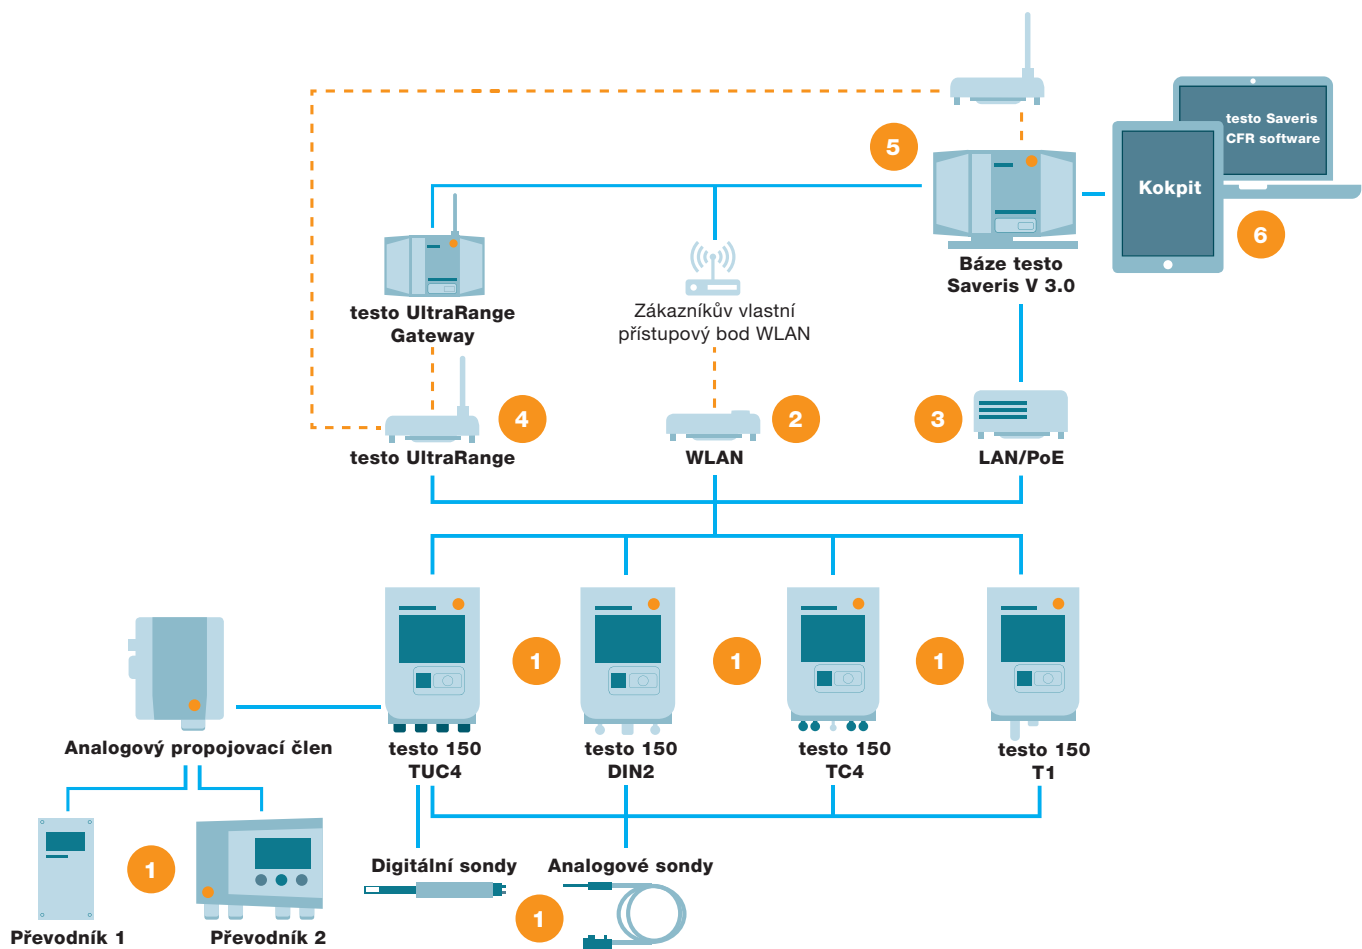 testo Saveris
CFR software
5
Kokpit
6
Báze testo
Saveris V 3.0
testo UltraRange
Gateway
Zákazníkův vlastní
přístupový bod WLAN
4
2
3
testo UltraRange
WLAN
LAN/PoE
1
1
1
Analogový propojovací člen
testo 150
TUC4
testo 150
DIN2
testo 150
TC4
testo 150
T1
1
Digitální sondy
Analogové sondy
1
Převodník 1
Převodník 2